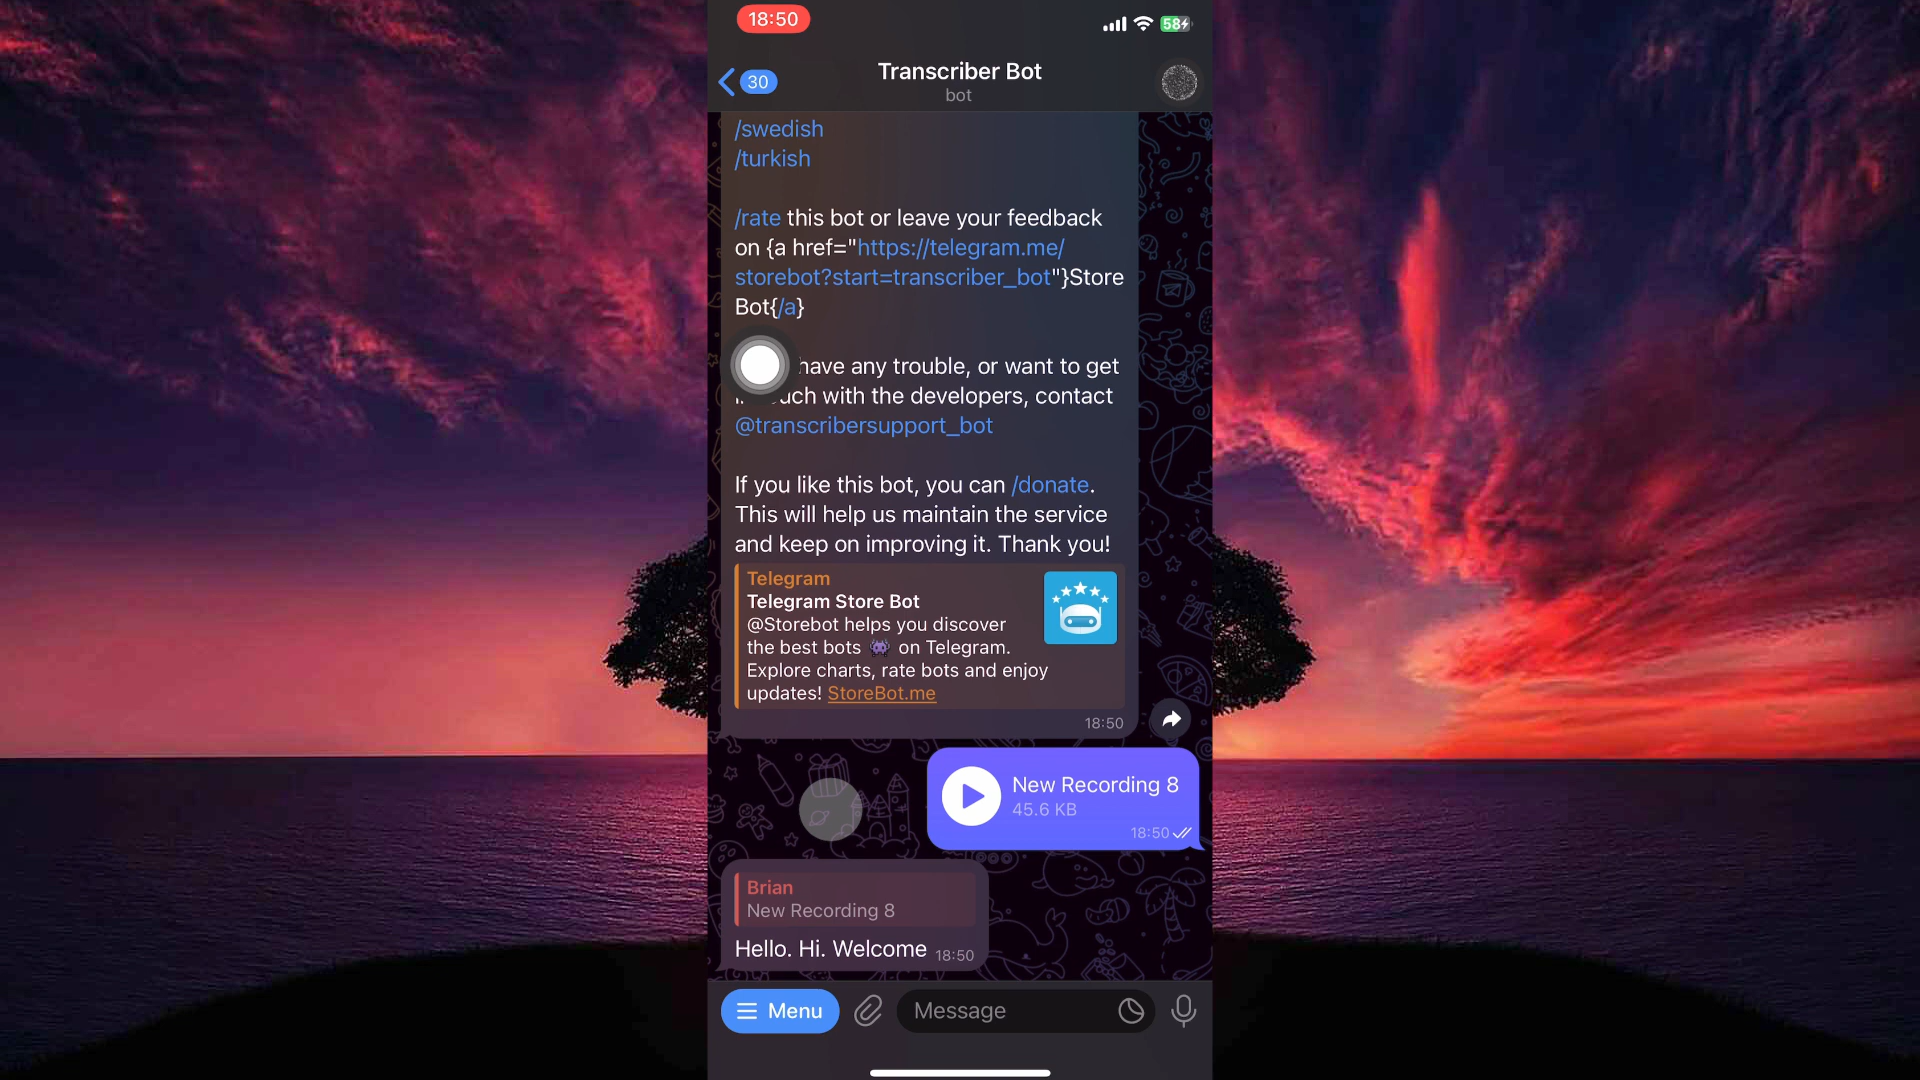 18:50
58
30
Transcriber Bot
bot
/swedish
/turkish
/rate this bot or leave your feedback
on {a href="https://telegram.me/
storebot?start=transcriber_bot"}Store
Bot{/a}
have any trouble, or want to get
with the developers, contact
@transcribersupport_bot
If you like this bot, you can /donate.
This will help us maintain the service
and keep on improving it. Thank you!
Telegram
Telegram Store Bot
@Storebot helps you discover
the best bots 👾 on Telegram.
Explore charts, rate bots and enjoy
updates! StoreBot.me
18:50
New Recording 8
45.6 KB
18:50
Brian
New Recording 8
Hello. Hi. Welcome 18:50
Menu
Message